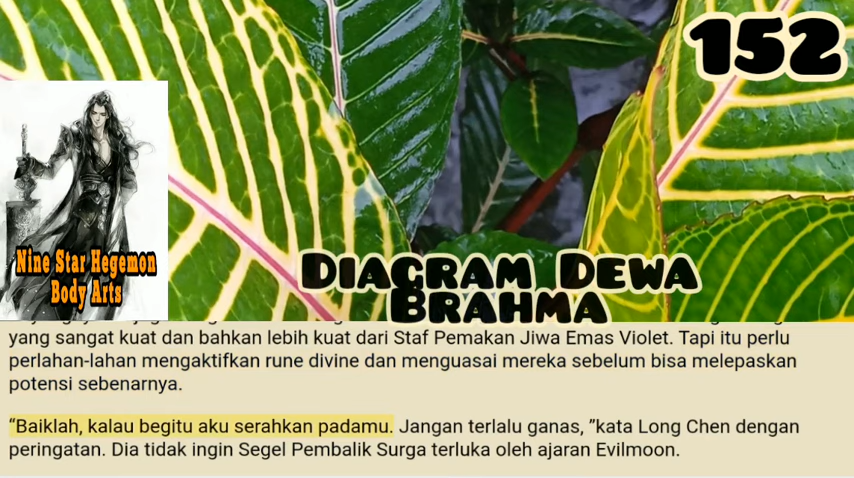 152
Nine Star Hegemon
Body Arts
DIAGRAM DEWA
BRAHMA
yang sangat kuat dan bahkan lebih kuat dari Staf Pemakan Jiwa Emas Violet. Tapi itu perlu
perlahan-lahan mengaktifkan rune divine dan menguasai mereka sebelum bisa melepaskan
potensi sebenarnya.
“Baiklah, kalau begitu aku serahkan padamu. Jangan terlalu ganas, ”kata Long Chen dengan
peringatan. Dia tidak ingin Segel Pembalik Surga terluka oleh ajaran Evilmoon.